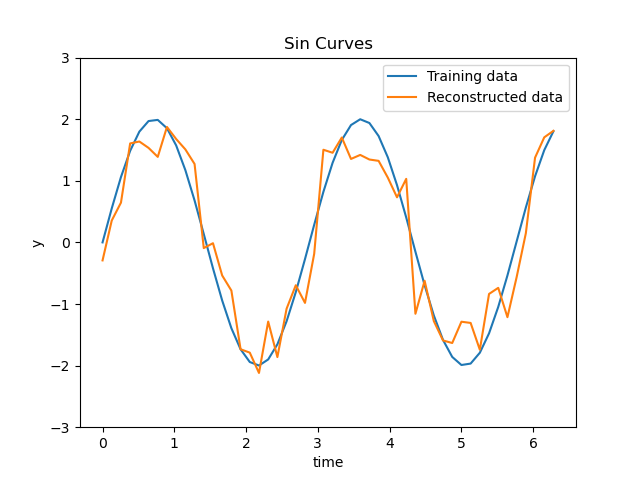 Sin Curves
Training data
Reconstructed data
3
2
1
0
−1
−2
−3
y
0 1 2 3 4 5 6
time